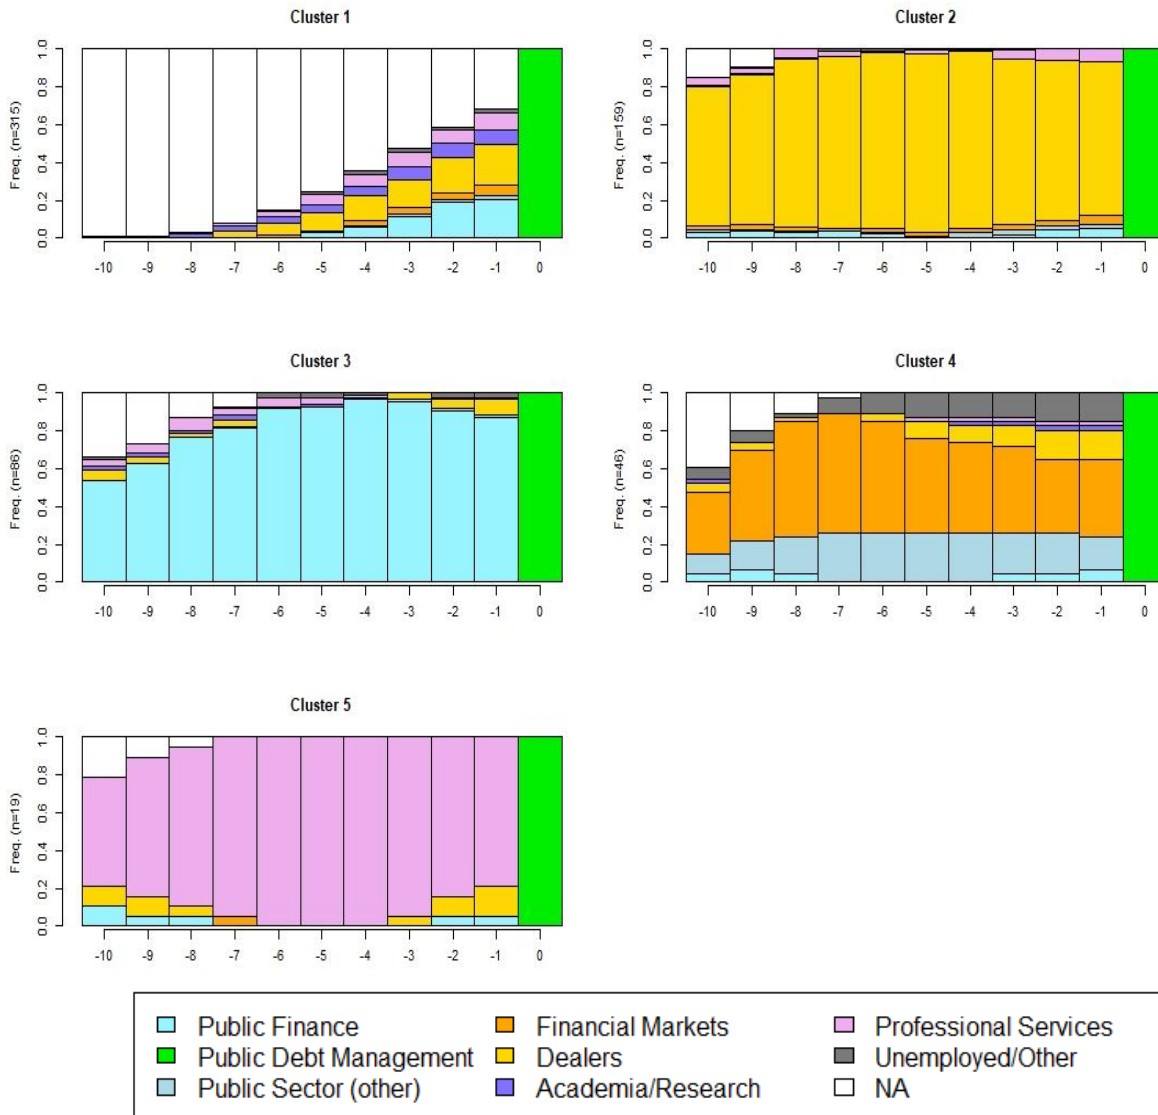 Cluster 1
Freq. (n=315)
0.0 0.2 0.4 0.6 0.8 1.0
-10 -9 -8 -7 -6 -5 -4 -3 -2 -1 0
Cluster 2
Freq. (n=159)
0.0 0.2 0.4 0.6 0.8 1.0
-10 -9 -8 -7 -6 -5 -4 -3 -2 -1 0
Cluster 3
Freq. (n=86)
0.0 0.2 0.4 0.6 0.8 1.0
-10 -9 -8 -7 -6 -5 -4 -3 -2 -1 0
Cluster 4
Freq. (n=46)
0.0 0.2 0.4 0.6 0.8 1.0
-10 -9 -8 -7 -6 -5 -4 -3 -2 -1 0
Cluster 5
Freq. (n=19)
0.0 0.2 0.4 0.6 0.8 1.0
-10 -9 -8 -7 -6 -5 -4 -3 -2 -1 0
Public Finance
Public Debt Management
Public Sector (other)
Financial Markets
Dealers
Academia/Research
Professional Services
Unemployed/Other
NA